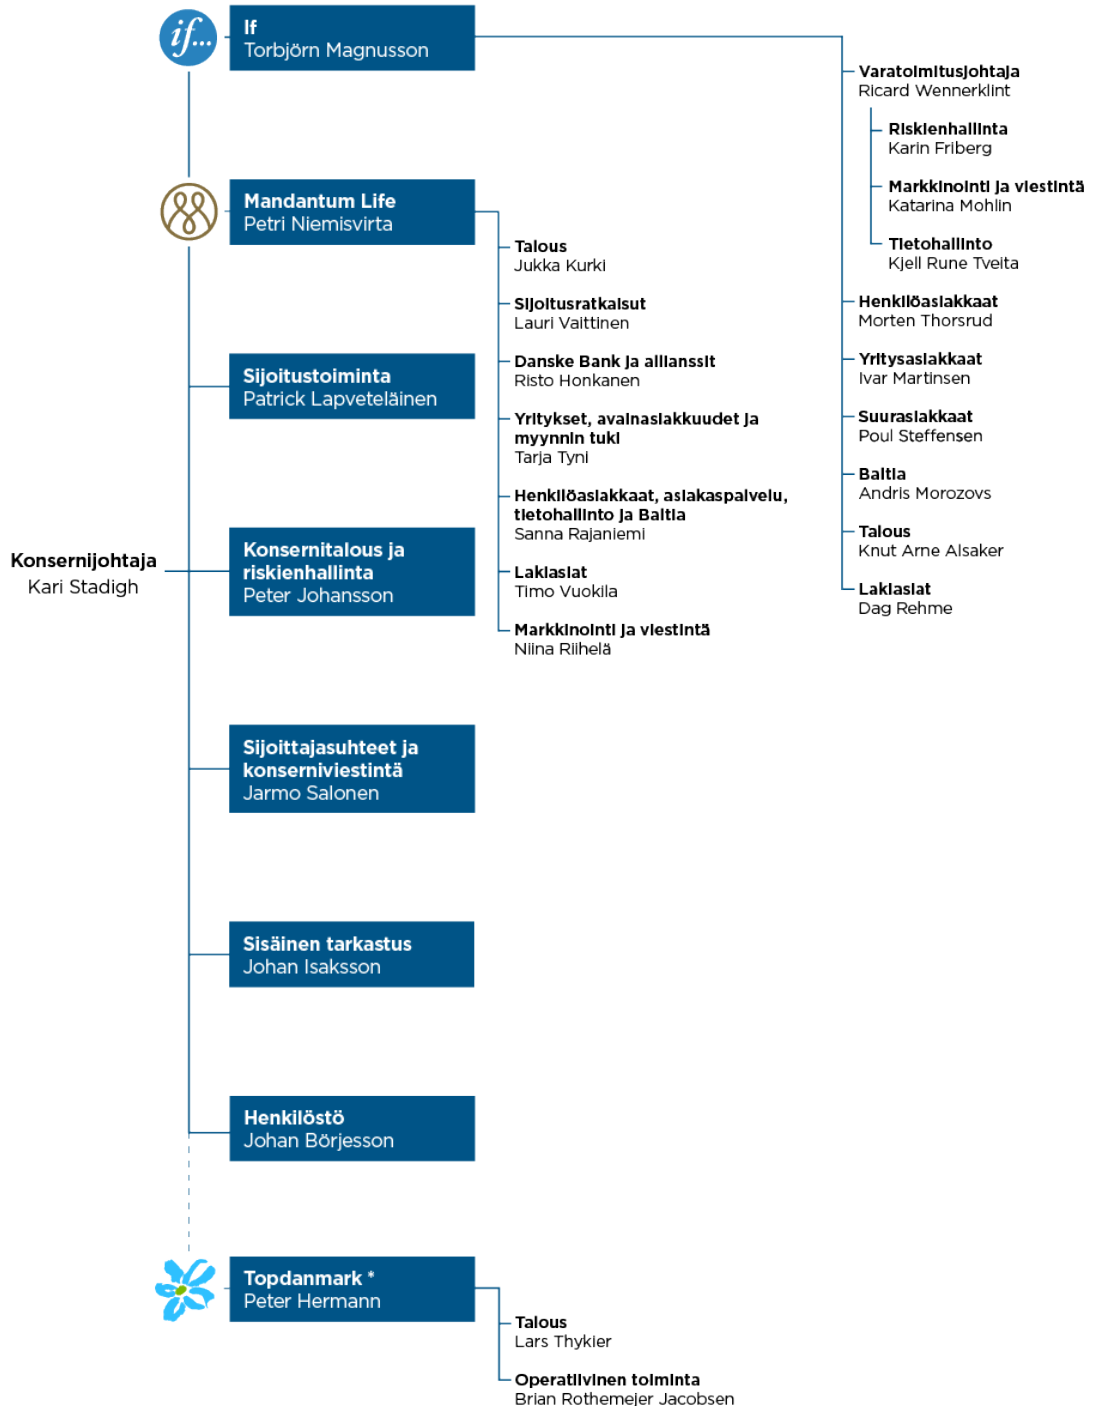 if...
If
Torbjörn Magnusson
Varatoimitusjohtaja
Ricard Wennerklint
Riskienhallinta
Karin Friberg
Markkinointi ja viestintä
Katarina Mohlin
Tietohallinto
Kjell Rune Tveita
Henkilöasiakkaat
Morten Thorsrud
Yritysasiakkaat
Ivar Martinsen
Suurasiakkaat
Poul Steffensen
Baltia
Andris Morozovs
Talous
Knut Arne Alsaker
Lakiasiat
Dag Rehme
Mandantum Life
Petri Niemisvirta
Talous
Jukka Kurki
Sijoitusratkaisut
Lauri Vaittinen
Danske Bank ja allianssit
Risto Honkanen
Yritykset, avainasiakkuudet ja
myynnin tuki
Tarja Tyni
Henkilöasiakkaat, asiakaspalvelu,
tietohallinto ja Baltia
Sanna Rajaniemi
Lakiasiat
Timo Vuokila
Markkinointi ja viestintä
Niina Riihelä
Sijoitustoiminta
Patrick Lapveteläinen
Konsernijohtaja
Kari Stadigh
Konsernitalous ja
riskienhallinta
Peter Johansson
Sijoittajasuhteet ja
konserniviestintä
Jarmo Salonen
Sisäinen tarkastus
Johan Isaksson
Henkilöstö
Johan Börjesson
Topdanmark *
Peter Hermann
Talous
Lars Thykier
Operatiivinen toiminta
Brian Rothemejer Jacobsen